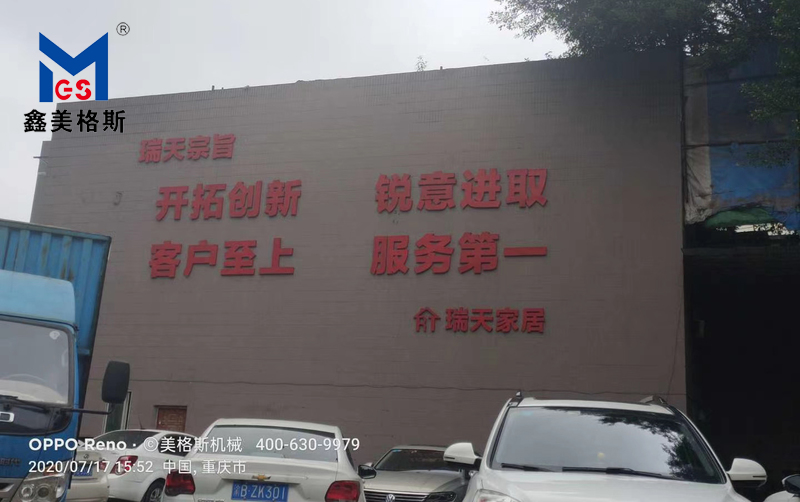 MGS®
鑫美格斯
瑞天宗旨
开拓创新 锐意进取
客户至上 服务第一
瑞天家居
OPPO Reno · ©美格斯机械 400-630-9979
2020/07/17 15:52 中国, 重庆市
B·ZK301